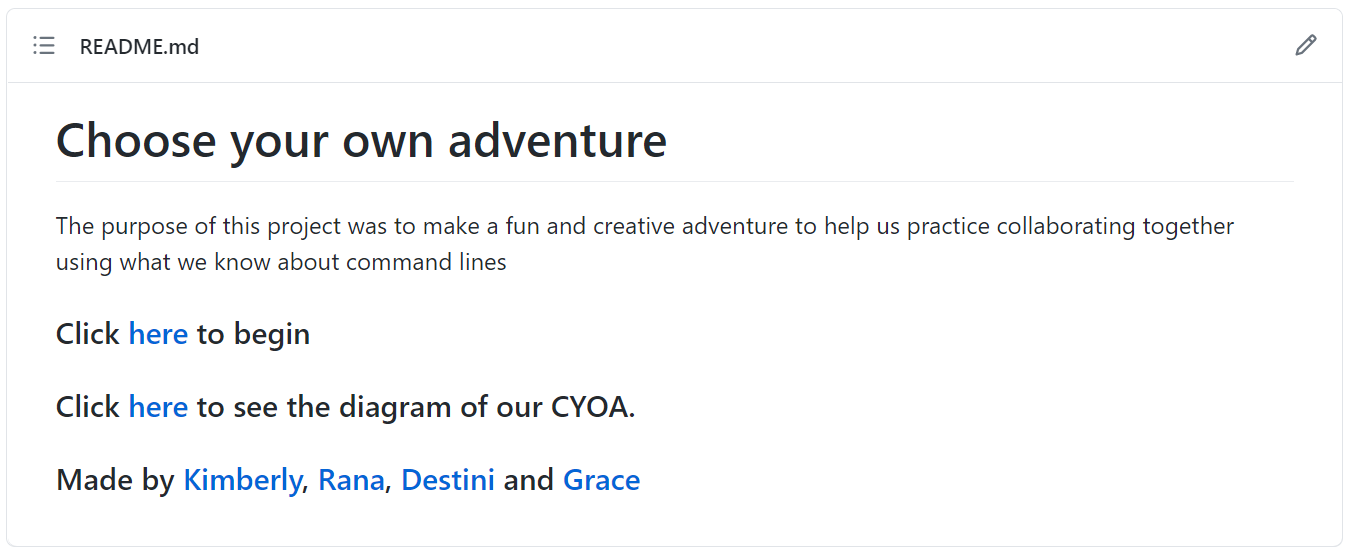 README.md
Choose your own adventure
The purpose of this project was to make a fun and creative adventure to help us practice collaborating together
using what we know about command lines
Click here to begin
Click here to see the diagram of our CYOA.
Made by Kimberly, Rana, Destini and Grace